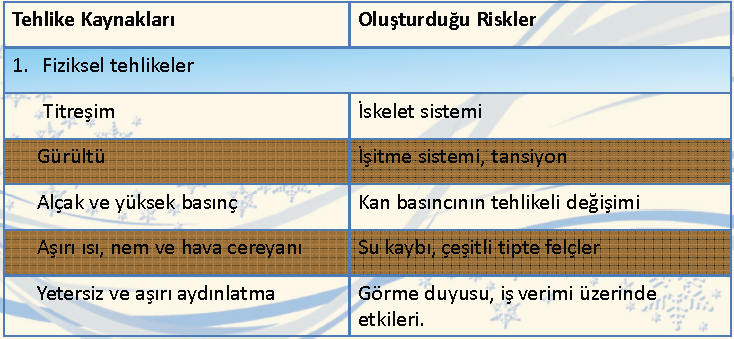 Tehlike Kaynakları Oluşturduğu Riskler
1. Fiziksel tehlikeler
Titreşim İskelet sistemi
Gürültü İşitme sistemi, tansiyon
Alçak ve yüksek basınç Kan basıncının tehlikeli değişimi
Aşırı ısı, nem ve hava cereyanı Su kaybı, çeşitli tipte felçler
Yetersiz ve aşırı aydınlatma Görme duyusu, iş verimi üzerinde
etkileri.